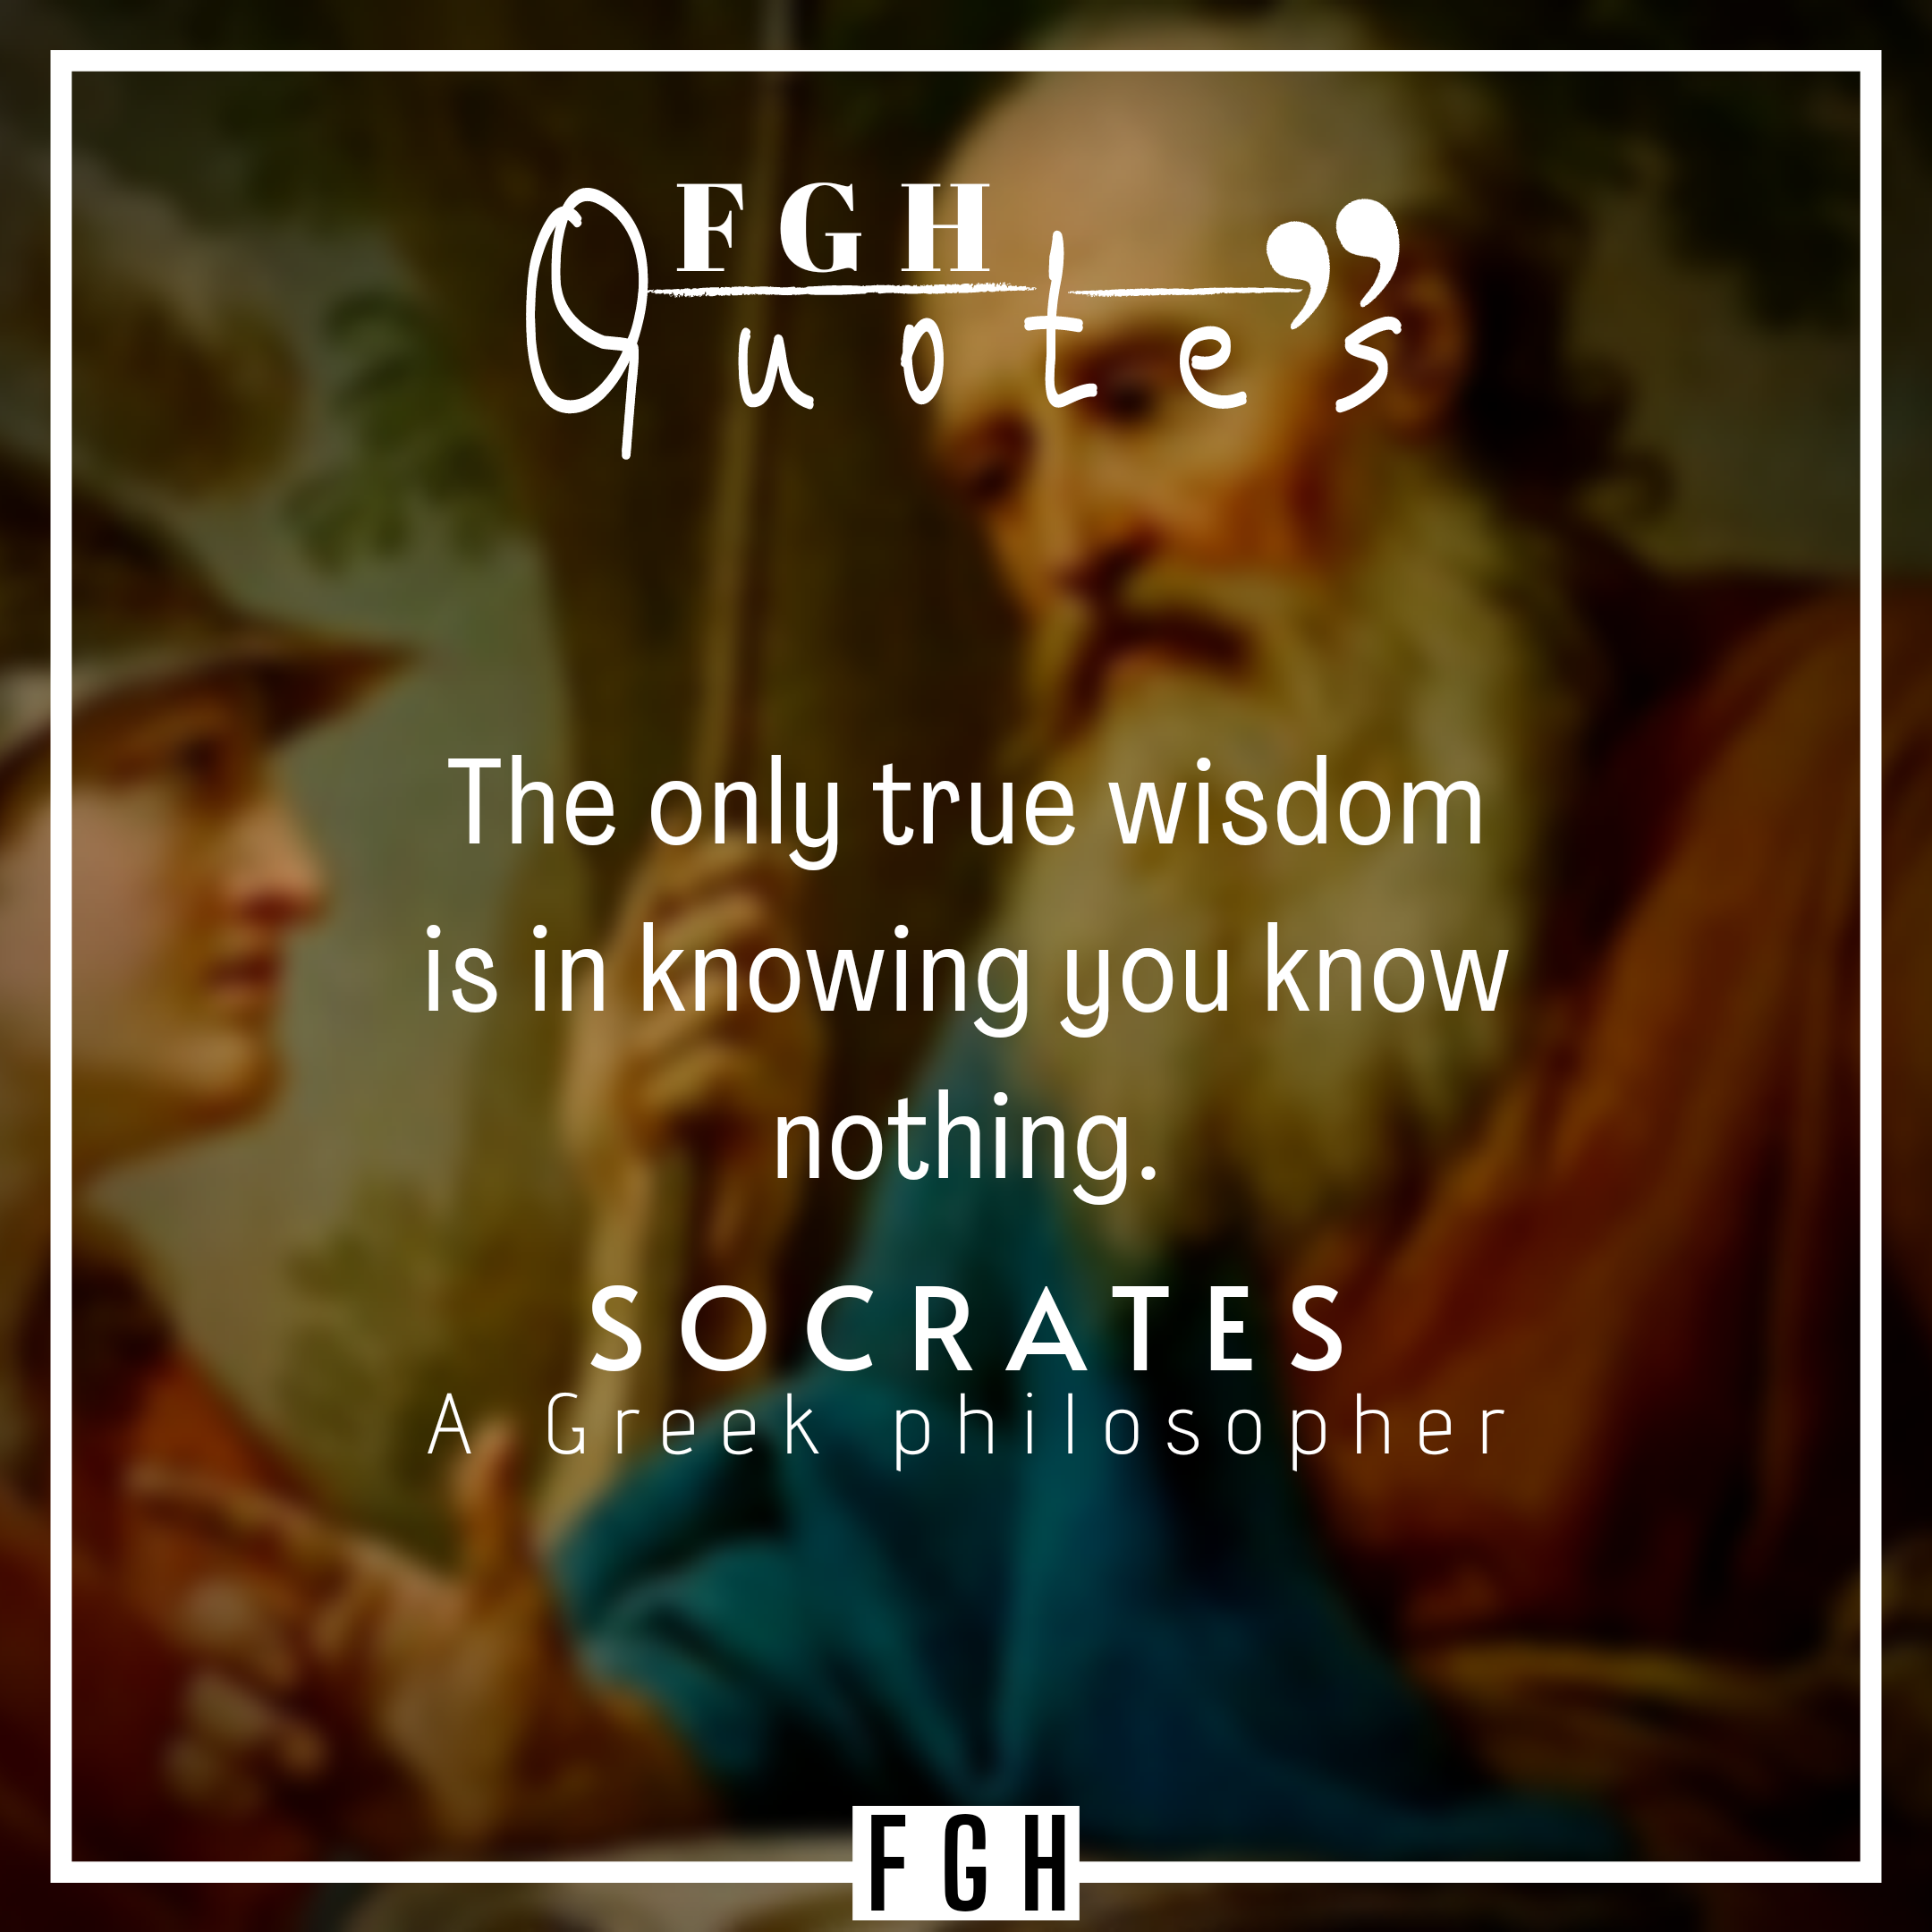 FGH
Quote's
The only true wisdom
is in knowing you know
nothing.
SOCRATES
A Greek philosopher
FGH